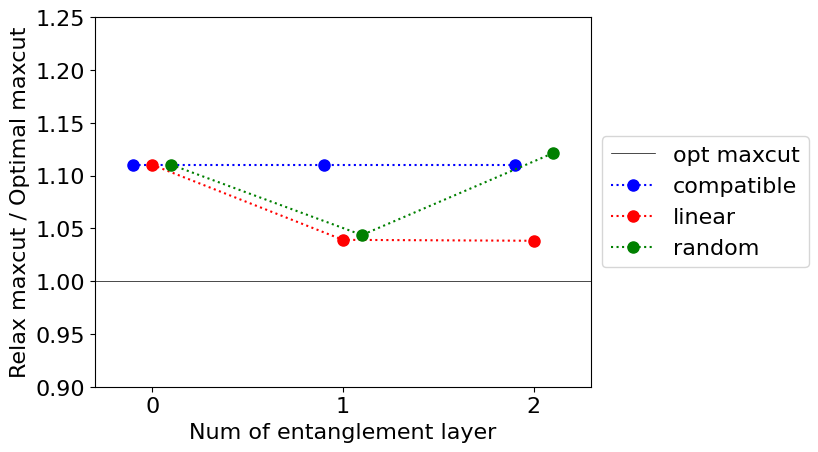 Relax maxcut / Optimal maxcut
1.25
1.20
1.15
1.10
1.05
1.00
0.95
0.90
0
1
2
Num of entanglement layer
opt maxcut
compatible
linear
random